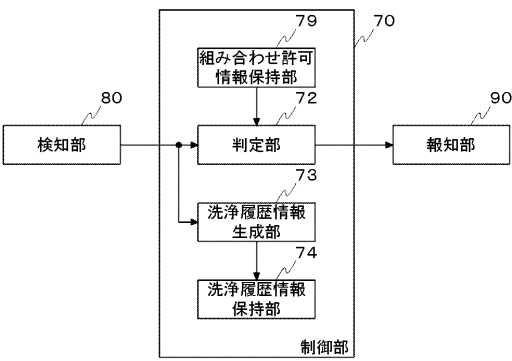 79
70
組み合わせ許可
情報保持部
80
72
90
検知部
判定部
報知部
73
洗浄履歴情報
生成部
74
洗浄履歴情報
保持部
制御部